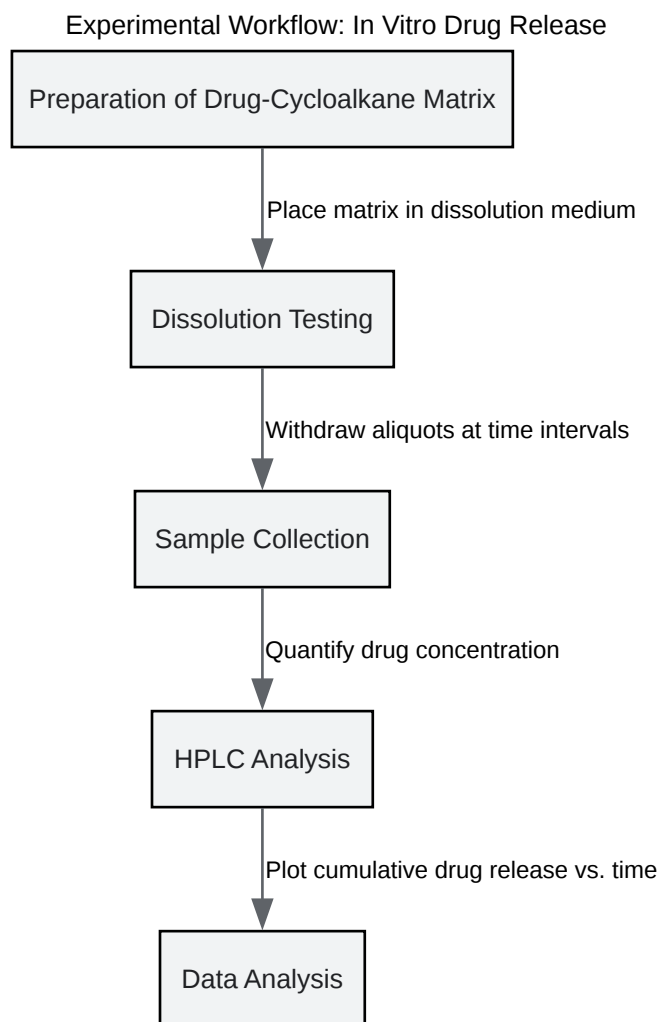 Experimental Workflow: In Vitro Drug Release
Preparation of Drug-Cycloalkane Matrix
Place matrix in dissolution medium
Dissolution Testing
Withdraw aliquots at time intervals
Sample Collection
Quantify drug concentration
HPLC Analysis
Plot cumulative drug release vs. time
Data Analysis